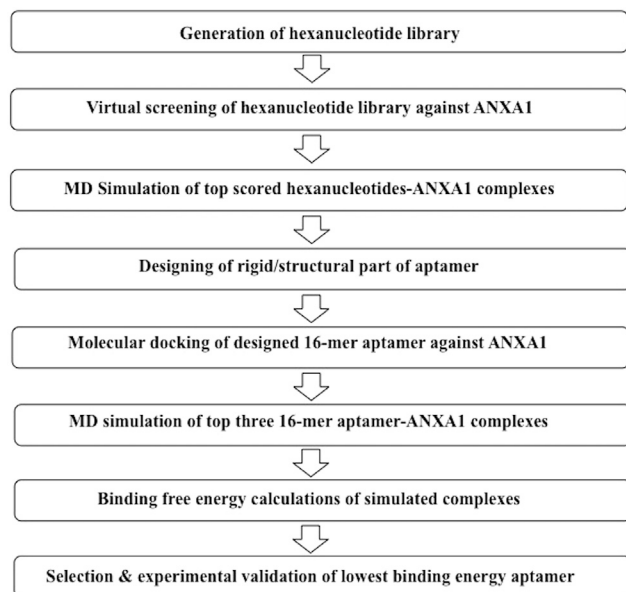 Generation of hexanucleotide library
Virtual screening of hexanucleotide library against ANXA1
MD Simulation of top scored hexanucleotides-ANXA1 complexes
Designing of rigid/structural part of aptamer
Molecular docking of designed 16-mer aptamer against ANXA1
MD simulation of top three 16-mer aptamer-ANXA1 complexes
Binding free energy calculations of simulated complexes
Selection & experimental validation of lowest binding energy aptamer